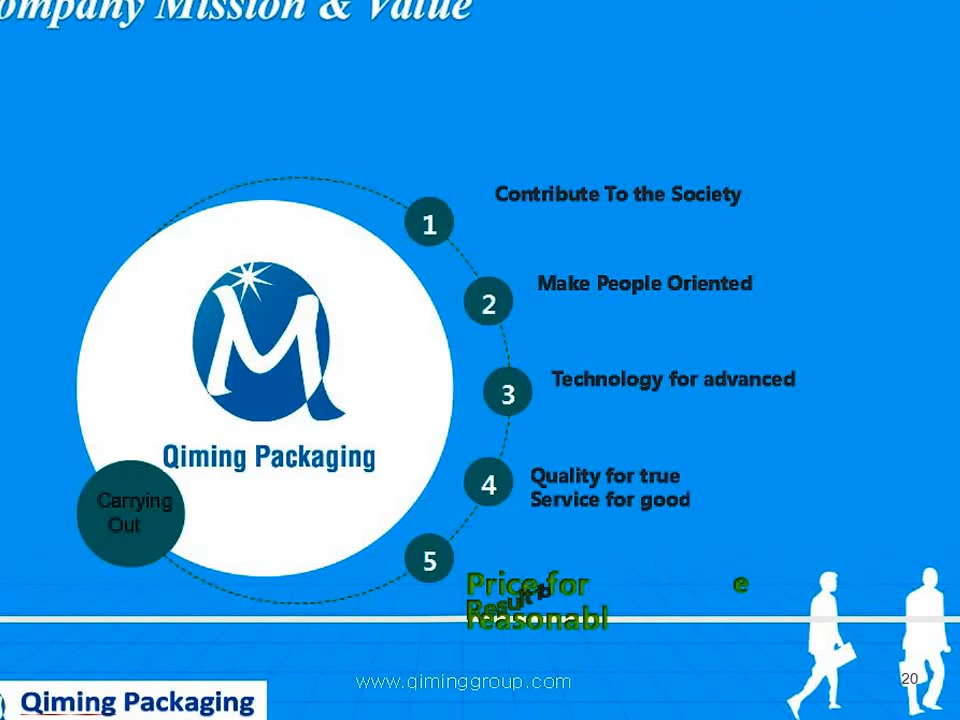 ompany Mission & Value
1
Contribute To the Society
2
Make People Oriented
3
Technology for advanced
Qiming Packaging
4
Quality for true
Service for good
Carrying
Out
5
Price for
e
reasonabl
www.qiminggroup.com
20
Qiming Packaging